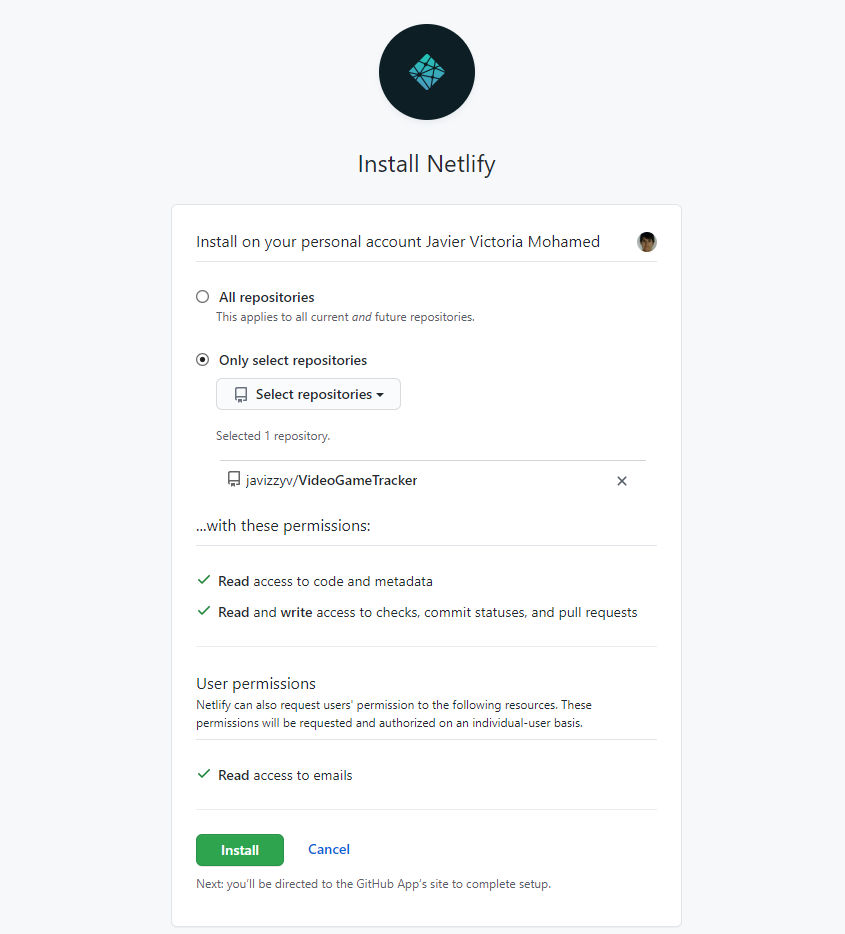 Install Netlify
Install on your personal account Javier Victoria Mohamed
All repositories
This applies to all current and future repositories.
Only select repositories
Select repositories
Selected 1 repository.
javizzyv/VideoGameTracker
...with these permissions:
Read access to code and metadata
Read and write access to checks, commit statuses, and pull requests
User permissions
Netlify can also request users' permission to the following resources. These
permissions will be requested and authorized on an individual-user basis.
Read access to emails
Install Cancel
Next: you'll be directed to the GitHub App's site to complete setup.